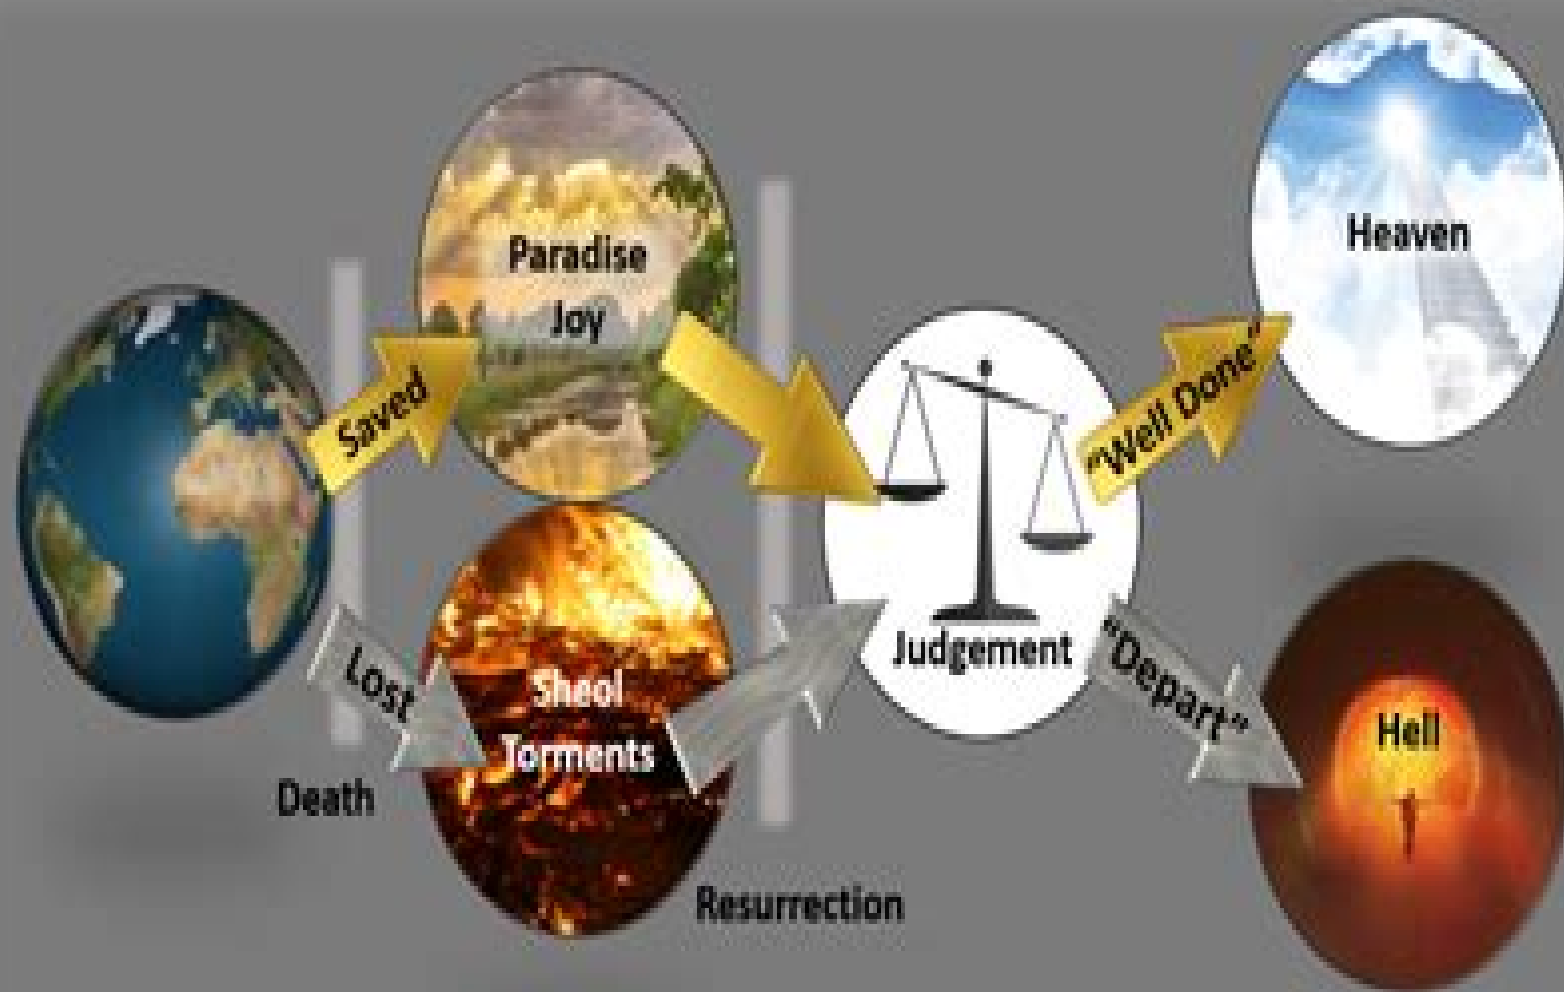 Saved
Lost
Death
Paradise
Joy
Sheol
Torments
Resurrection
Judgement
"Well Done"
"Depart"
Heaven
Hell